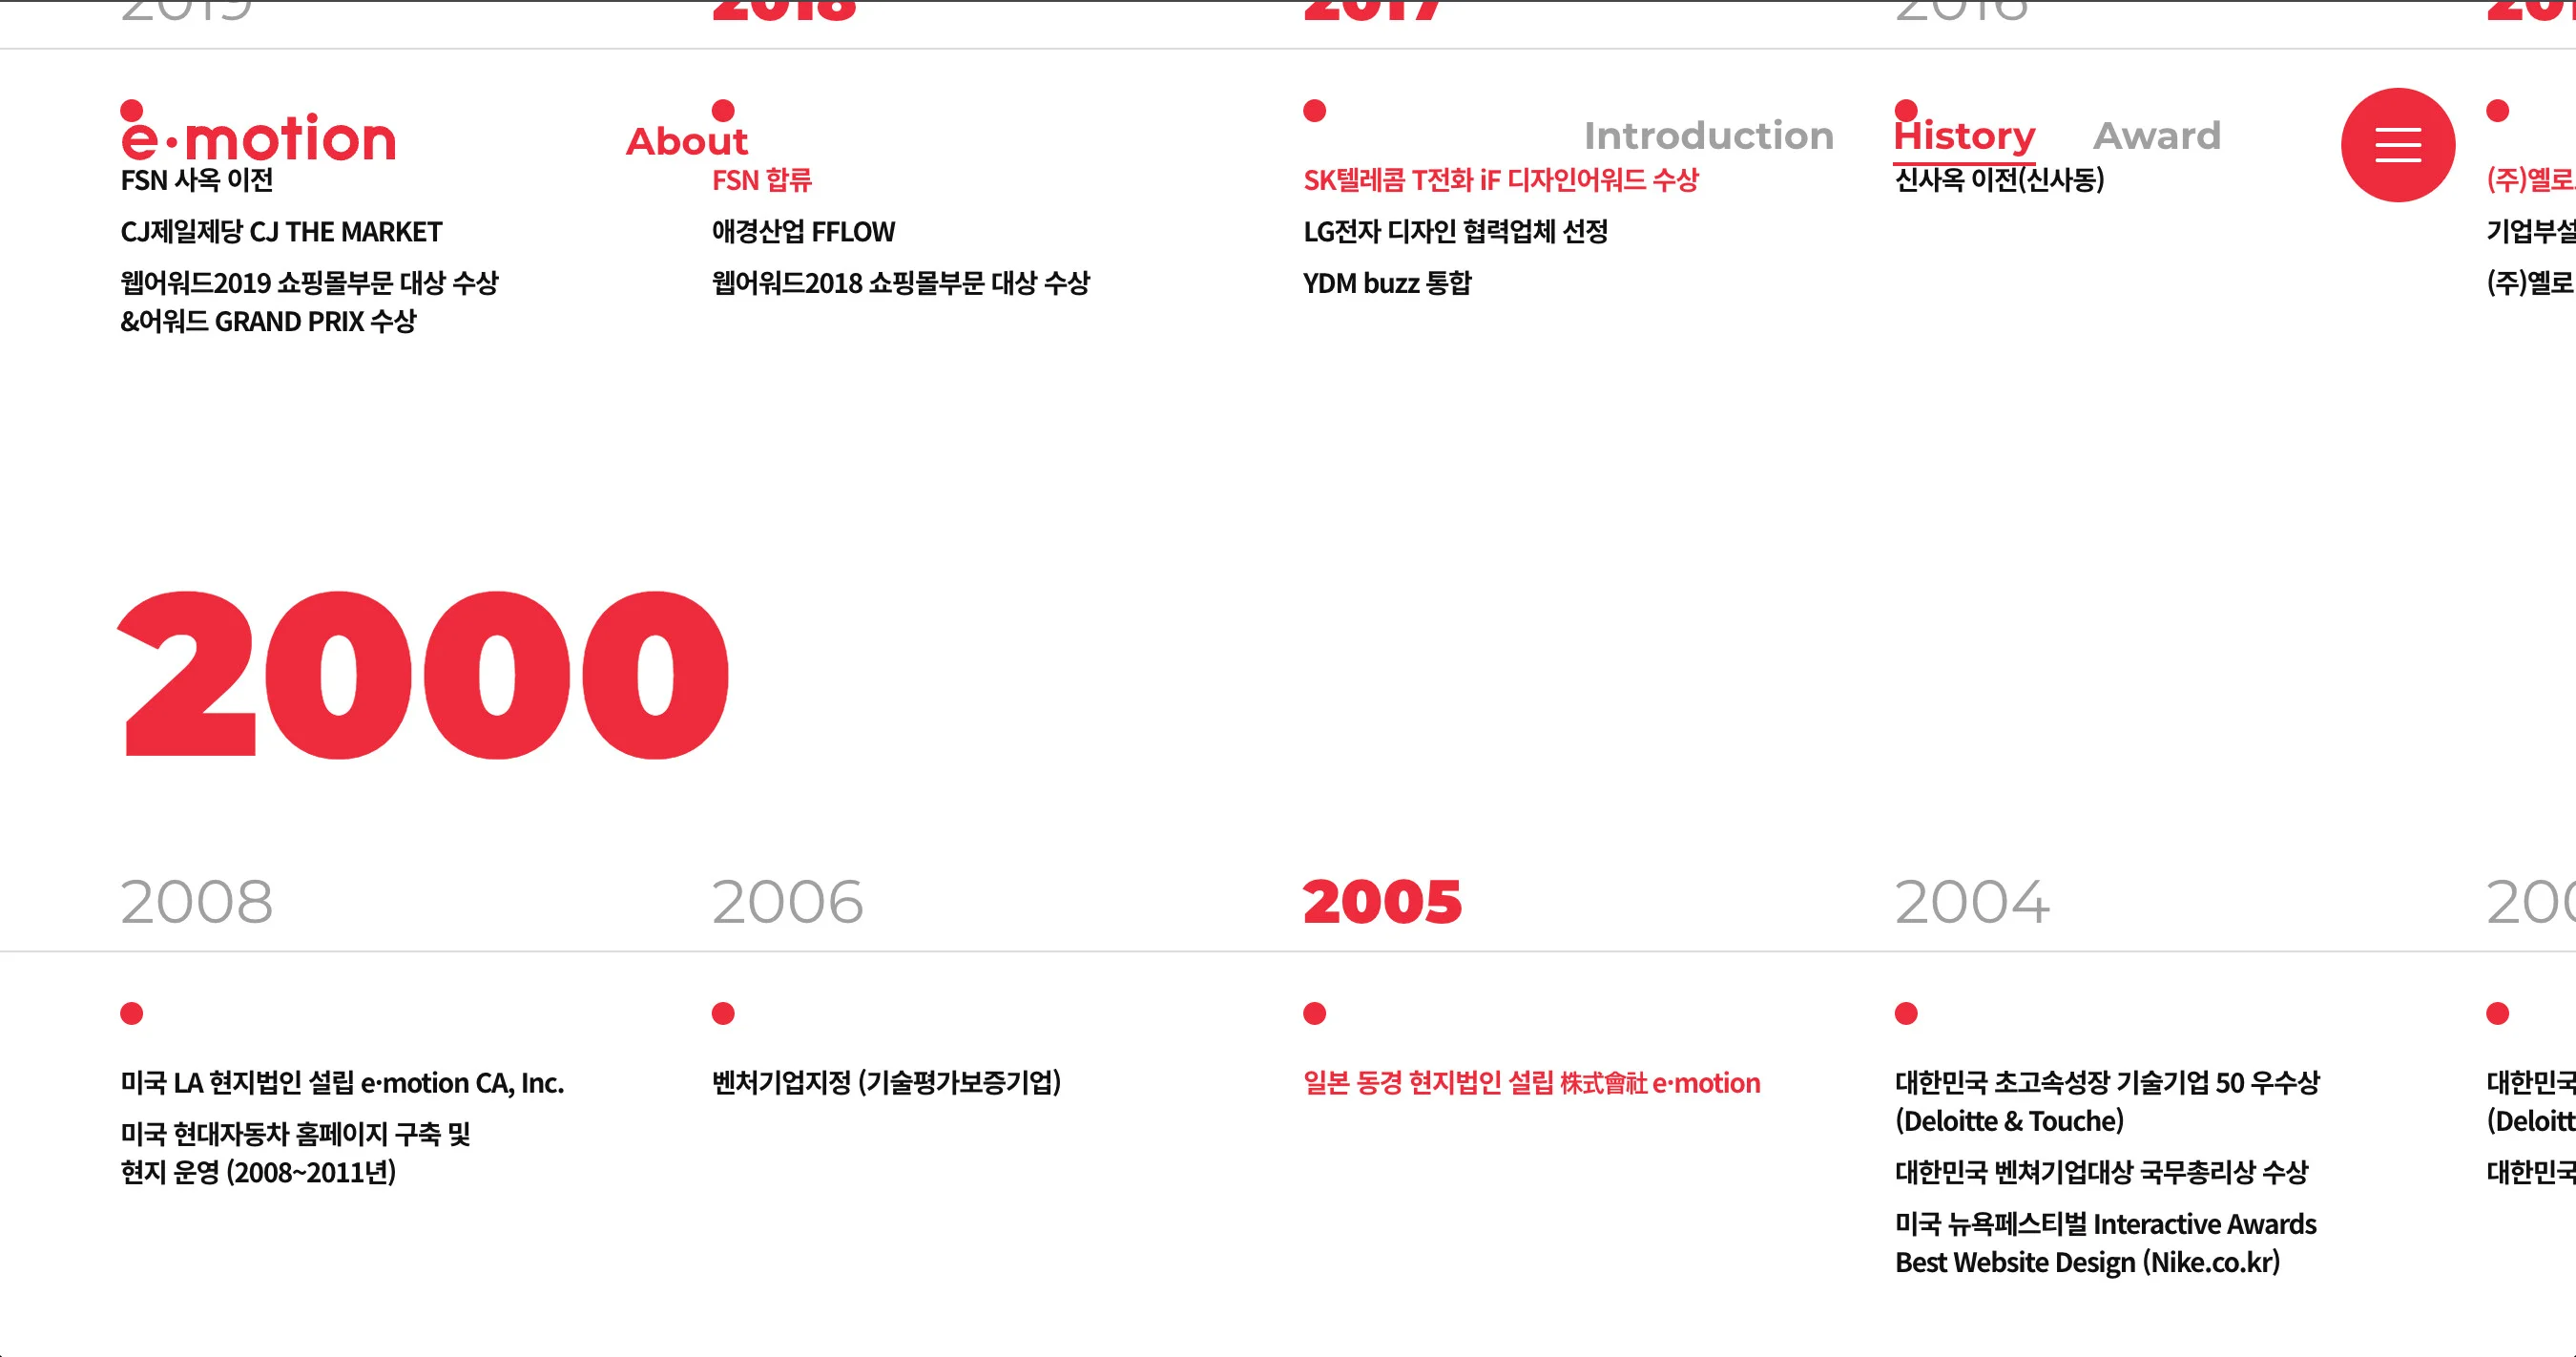 2019
2018
2017
2016
e·motion
About
Introduction
History
Award
FSN 사옥 이전
CJ제일제당 CJ THE MARKET
웹어워드2019 쇼핑몰부문 대상 수상
&어워드 GRAND PRIX 수상
FSN 합류
애경산업 FFLOW
웹어워드2018 쇼핑몰부문 대상 수상
SK텔레콤 T전화 iF 디자인어워드 수상
LG전자 디자인 협력업체 선정
YDM buzz 통합
신사옥 이전(신사동)
(주)옐로
기업부설
(주)옐로
2000
2008
2006
2005
2004
미국 LA 현지법인 설립 e·motion CA, Inc.
미국 현대자동차 홈페이지 구축 및
현지 운영 (2008~2011년)
벤처기업지정 (기술평가보증기업)
일본 동경 현지법인 설립 株式會社 e·motion
대한민국 초고속성장 기술기업 50 우수상
(Deloitte & Touche)
대한민국 벤쳐기업대상 국무총리상 수상
미국 뉴욕페스티벌 Interactive Awards
Best Website Design (Nike.co.kr)
대한민국
(Deloitt
대한민국